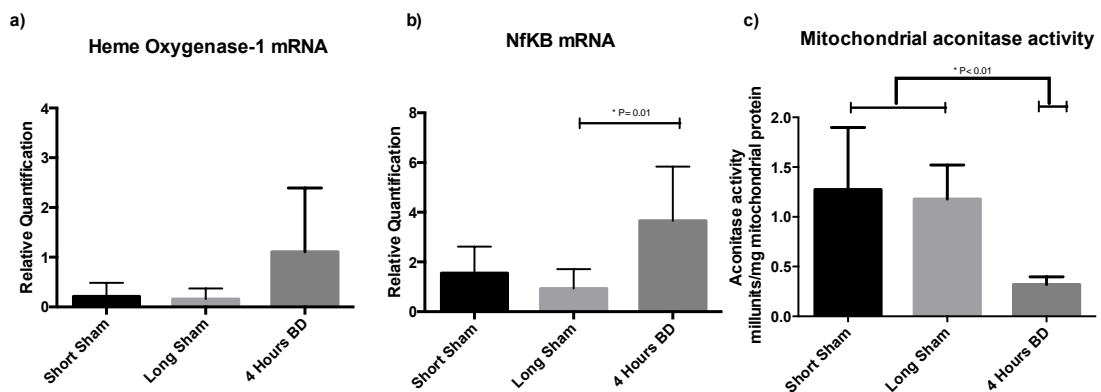 a)
Heme Oxygenase-1 mRNA
Relative Quantification
4
3
2
1
0
Short Sham
Long Sham
4 Hours BD
b)
NfKB mRNA
* P= 0.01
Relative Quantification
8
6
4
2
0
Short Sham
Long Sham
4 Hours BD
c)
Mitochondrial aconitase activity
* P< 0.01
Aconitase activity
millunits/mg mitochondrial protein
2.0
1.5
1.0
0.5
0.0
Short Sham
Long Sham
4 Hours BD